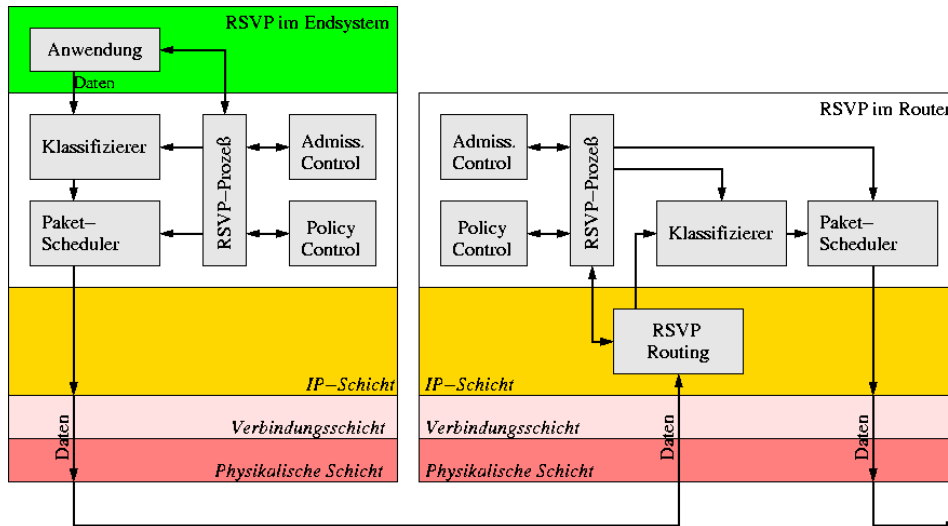 RSVP im Endsystem
Anwendung
Daten
Klassifizierer
RSVP−Prozeß
Admiss.
Control
Paket−
Scheduler
Policy
Control
IP−Schicht
Verbindungsschicht
Daten
Physikalische Schicht
RSVP im Router
Admiss.
Control
RSVP−Prozeß
Policy
Control
Klassifizierer
Paket−
Scheduler
RSVP
Routing
IP−Schicht
Verbindungsschicht
Daten
Daten
Physikalische Schicht